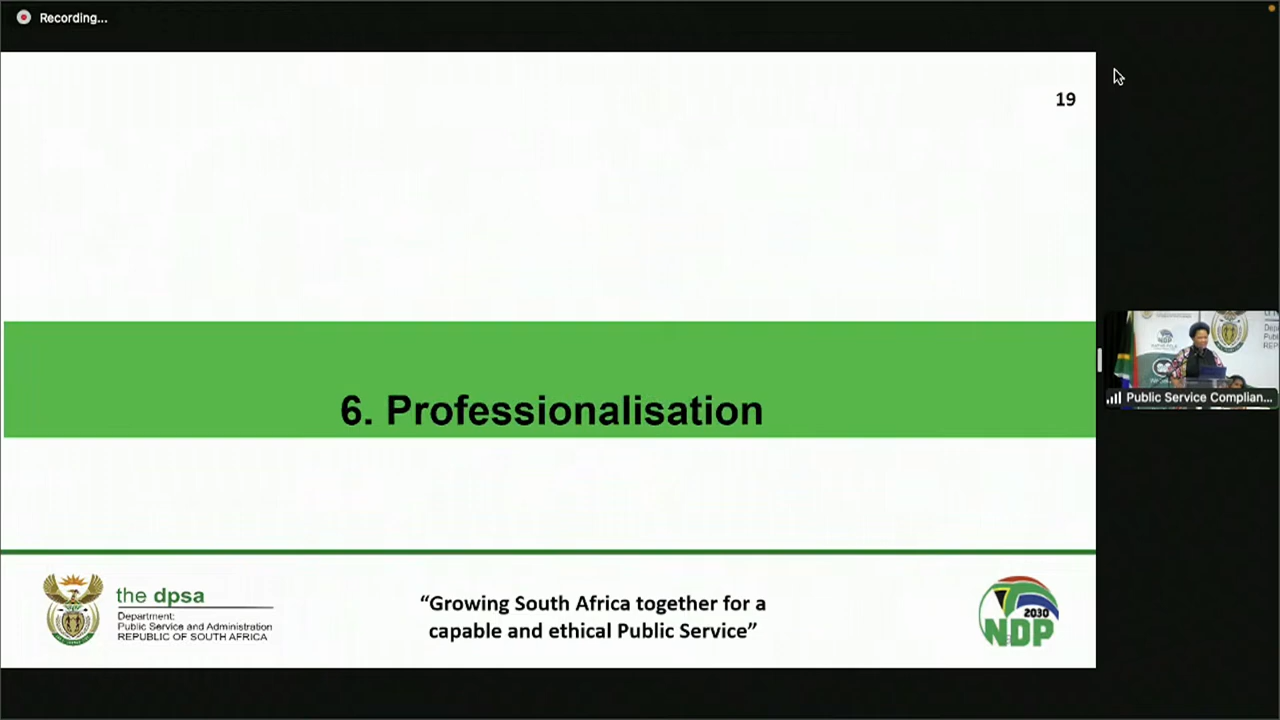 Recording...
19
6. Professionalisation
Public Service Complian...
the dpsa
Department:
Public Service and Administration
REPUBLIC OF SOUTH AFRICA
“Growing South Africa together for a
capable and ethical Public Service”
2030
NDP